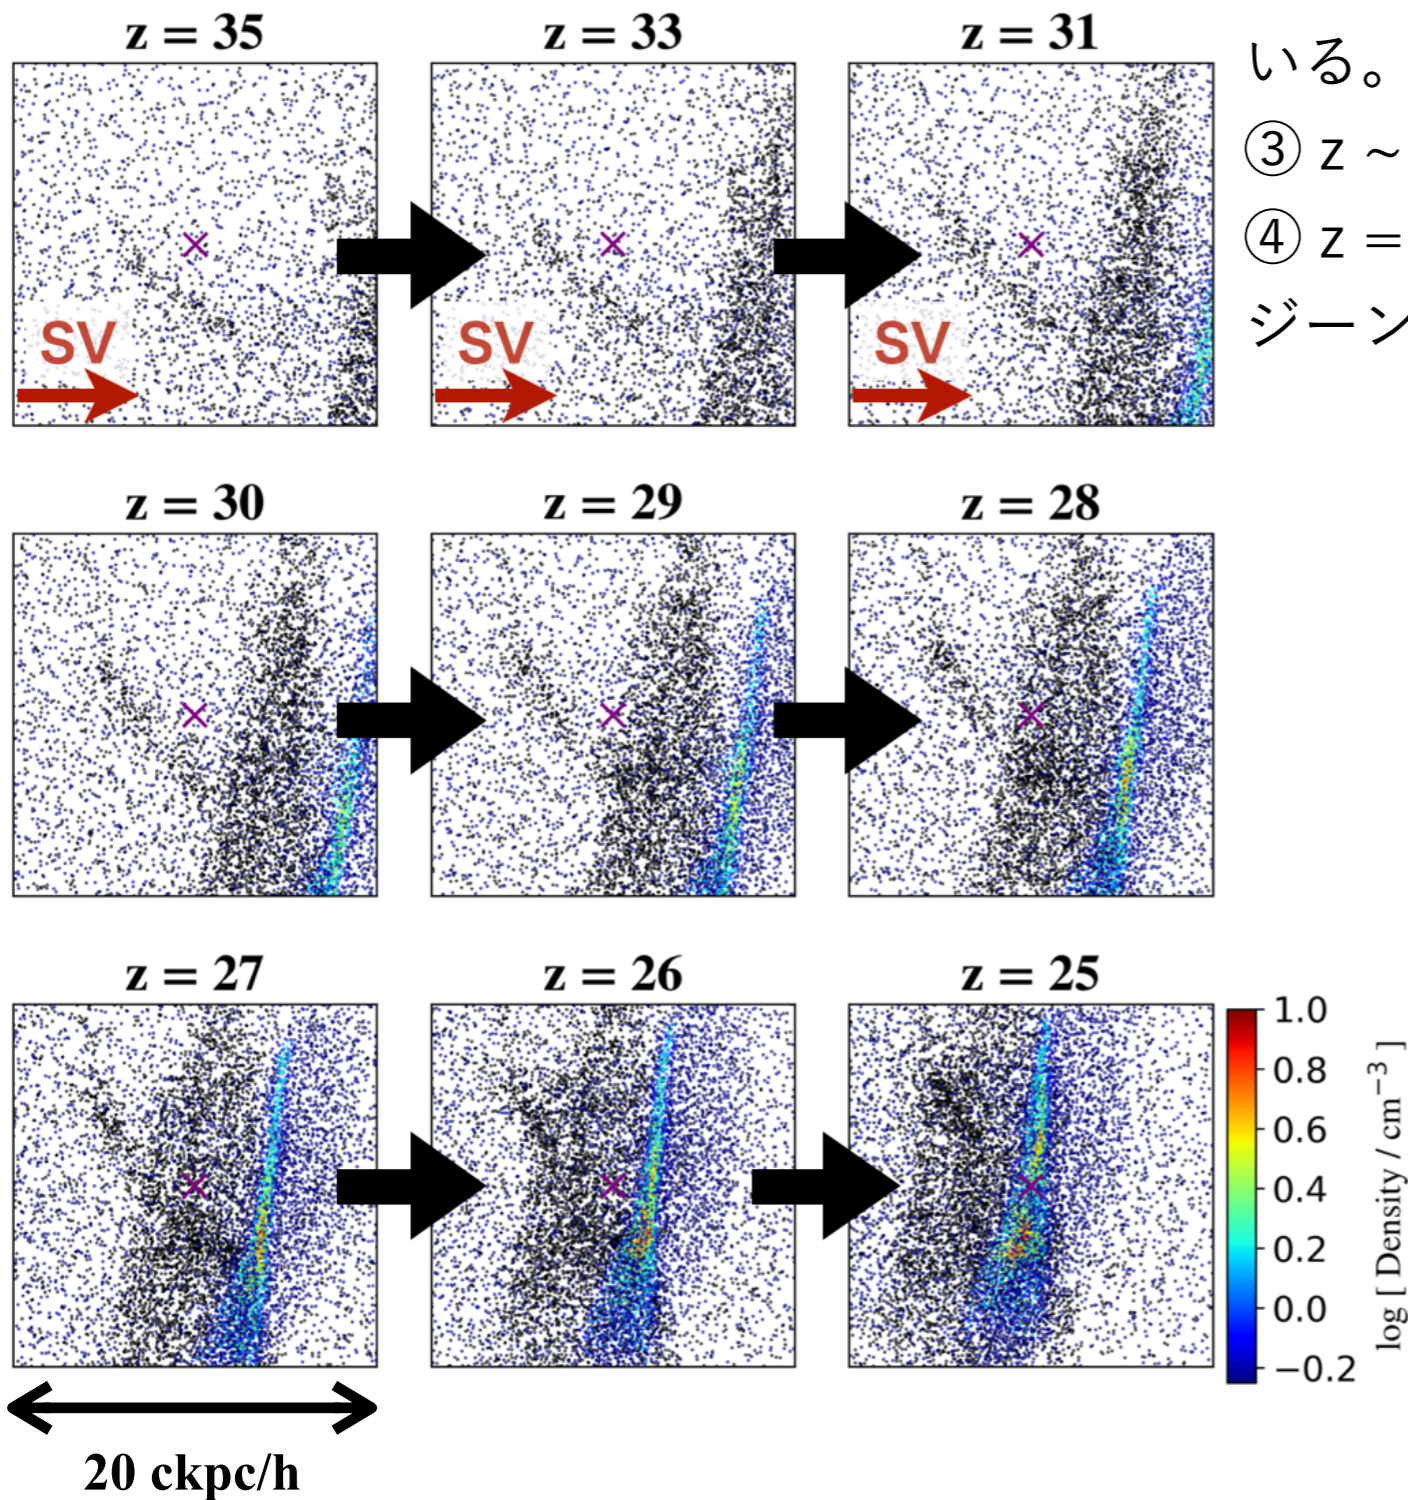 z = 35
z = 33
z = 31
いる。
③ z ~
④ z =
ジーン
SV
SV
SV
z = 30
z = 29
z = 28
z = 27
z = 26
z = 25
1.0
0.8
0.6
0.4
0.2
0.0
−0.2
log [ Density / cm⁻³ ]
20 ckpc/h